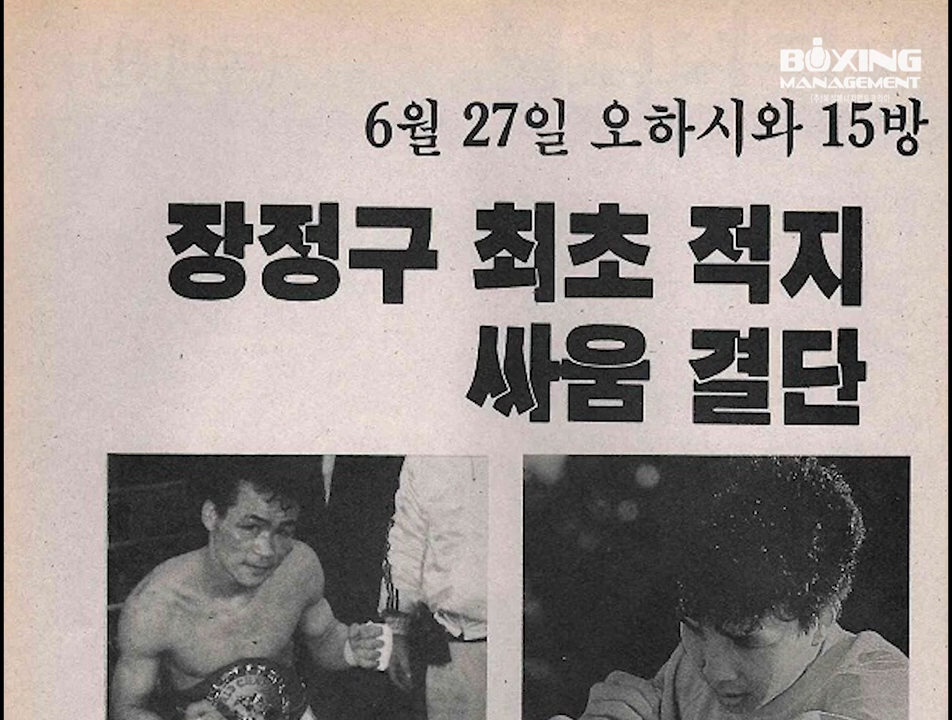 BOXING
MANAGEMENT
6월 27일 오하시와 15방
장정구 최초 적지
싸움 결단